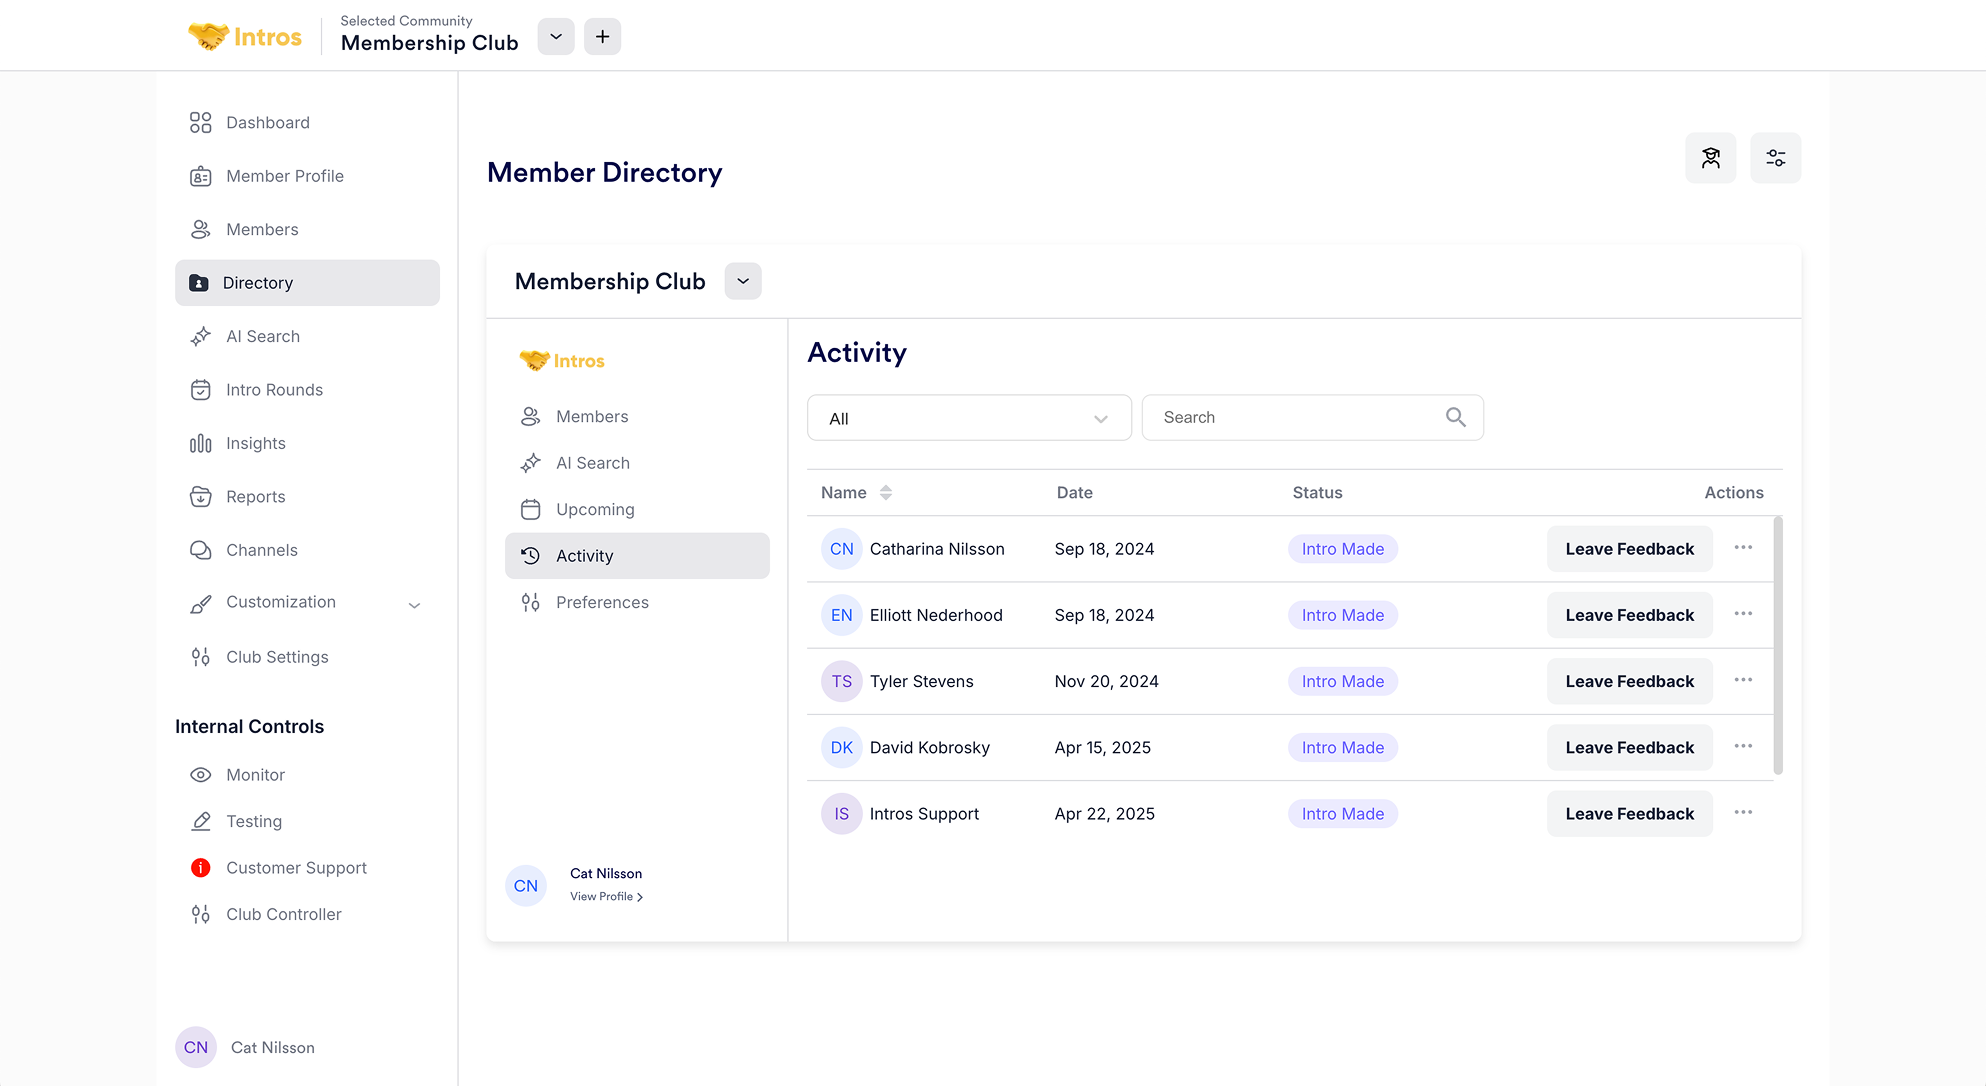 Intros
Selected Community
Membership Club
Dashboard
Member Profile
Members
Directory
AI Search
Intro Rounds
Insights
Reports
Channels
Customization
Club Settings
Internal Controls
Monitor
Testing
Customer Support
Club Controller
CN Cat Nilsson
Member Directory
Membership Club
Intros
Members
AI Search
Upcoming
Activity
Preferences
CN
Cat Nilsson
View Profile
Activity
All
Search
Name Date Status Actions
CN Catharina Nilsson Sep 18, 2024 Intro Made Leave Feedback
EN Elliott Nederhood Sep 18, 2024 Intro Made Leave Feedback
TS Tyler Stevens Nov 20, 2024 Intro Made Leave Feedback
DK David Kobrosky Apr 15, 2025 Intro Made Leave Feedback
IS Intros Support Apr 22, 2025 Intro Made Leave Feedback